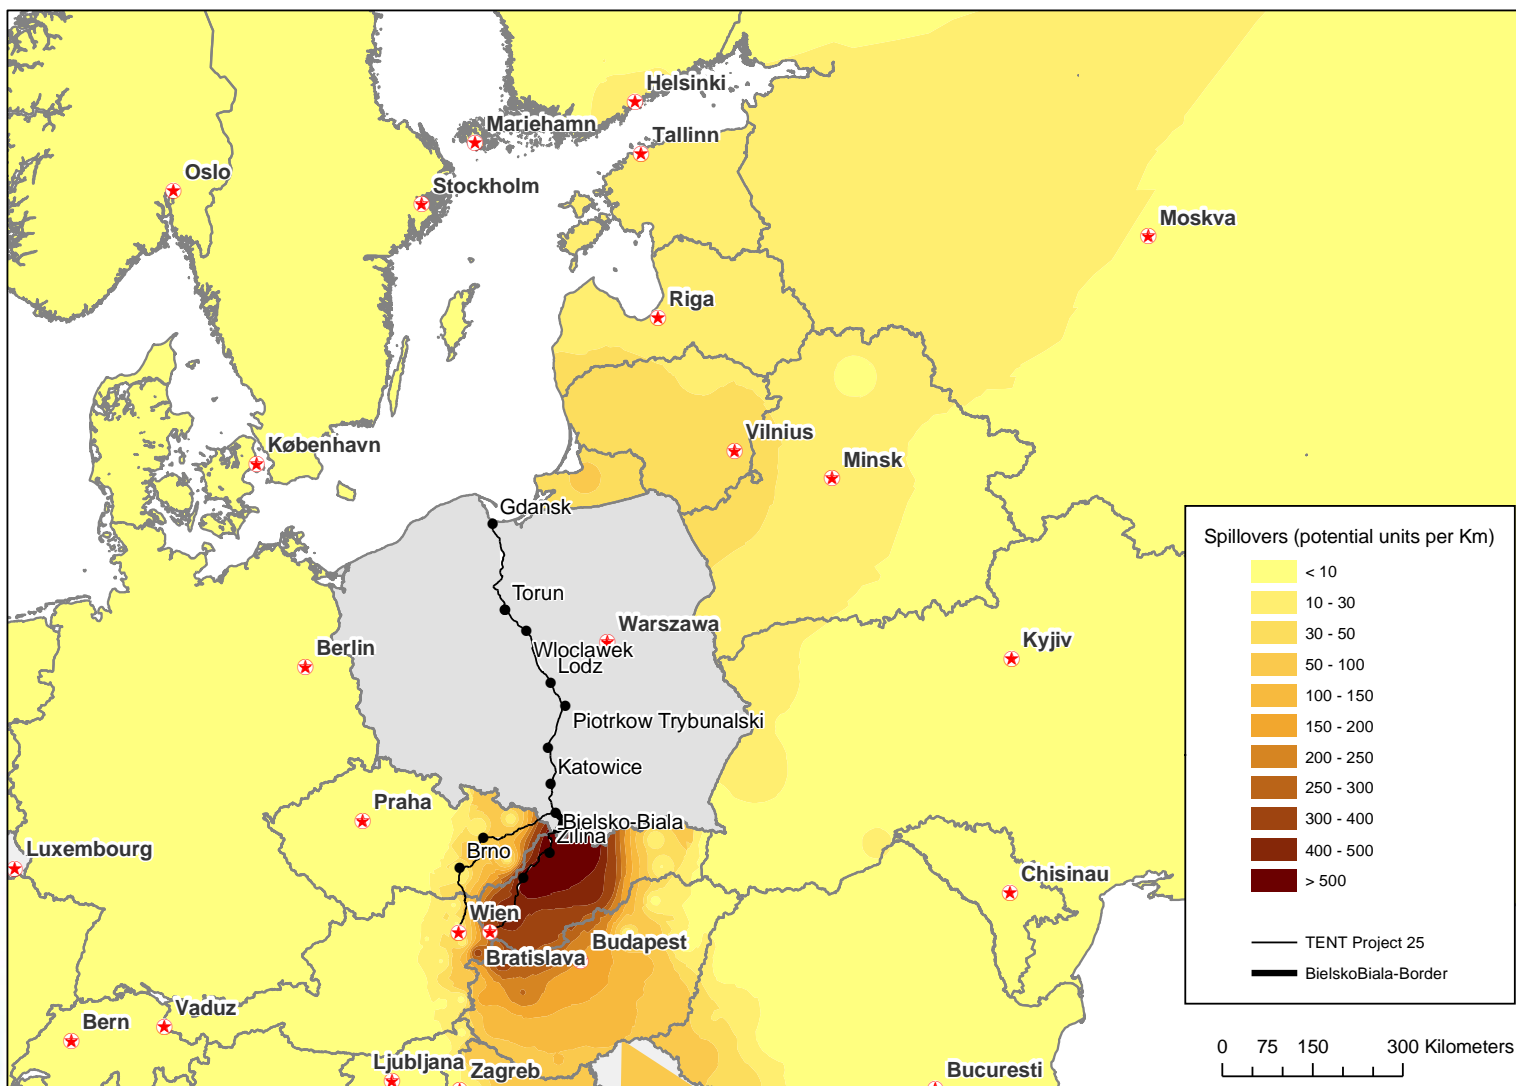 Helsinki
Mariehamn
Tallinn
Oslo
Stockholm
Moskva
Riga
København
Vilnius
Minsk
Gdansk
Torun
Warszawa
Wloclawek
Lodz
Berlin
Kyjiv
Piotrkow Trybunalski
Katowice
Praha
Bielsko-Biala
Zilina
Brno
Luxembourg
Chisinau
Wien
Budapest
Bratislava
Vaduz
Bern
Ljubljana
Zagreb
Bucuresti
Spillovers (potential units per Km)
< 10
10 - 30
30 - 50
50 - 100
100 - 150
150 - 200
200 - 250
250 - 300
300 - 400
400 - 500
> 500
TENT Project 25
BielskoBiala-Border
0 75 150 300 Kilometers